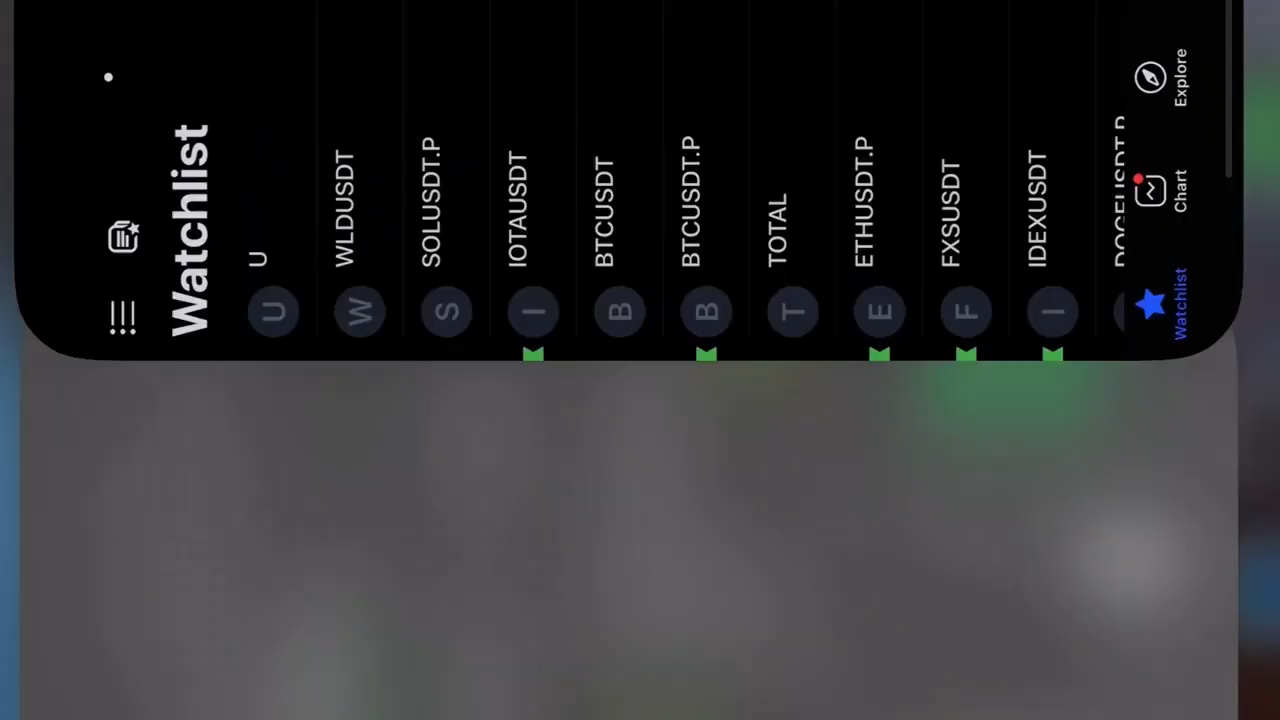 Watchlist
U
U
W
WLDUSDT
S
SOLUSDT.P
I
IOTAUSDT
B
BTCUSDT
B
BTCUSDT.P
T
TOTAL
E
ETHUSDT.P
F
FXSUSDT
I
IDEXUSDT
Watchlist
Chart
Explore